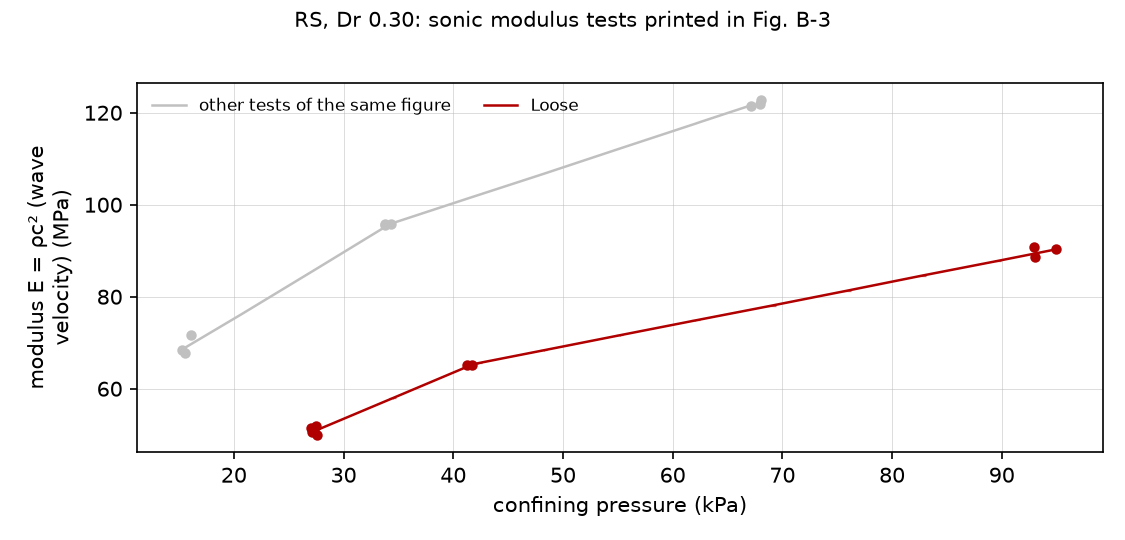 RS, Dr 0.30: sonic modulus tests printed in Fig. B-3
other tests of the same figure
Loose
modulus E = ρc² (wave
velocity) (MPa)
120
100
80
60
20 30 40 50 60 70 80 90
confining pressure (kPa)